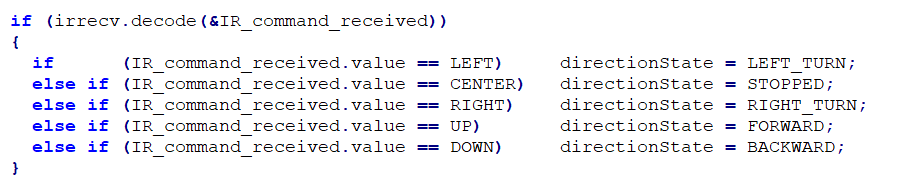 if (irrecv.decode(&IR_command_received))
{
  if      (IR_command_received.value == LEFT)     directionState = LEFT_TURN;
  else if (IR_command_received.value == CENTER)   directionState = STOPPED;
  else if (IR_command_received.value == RIGHT)    directionState = RIGHT_TURN;
  else if (IR_command_received.value == UP)       directionState = FORWARD;
  else if (IR_command_received.value == DOWN)     directionState = BACKWARD;
}